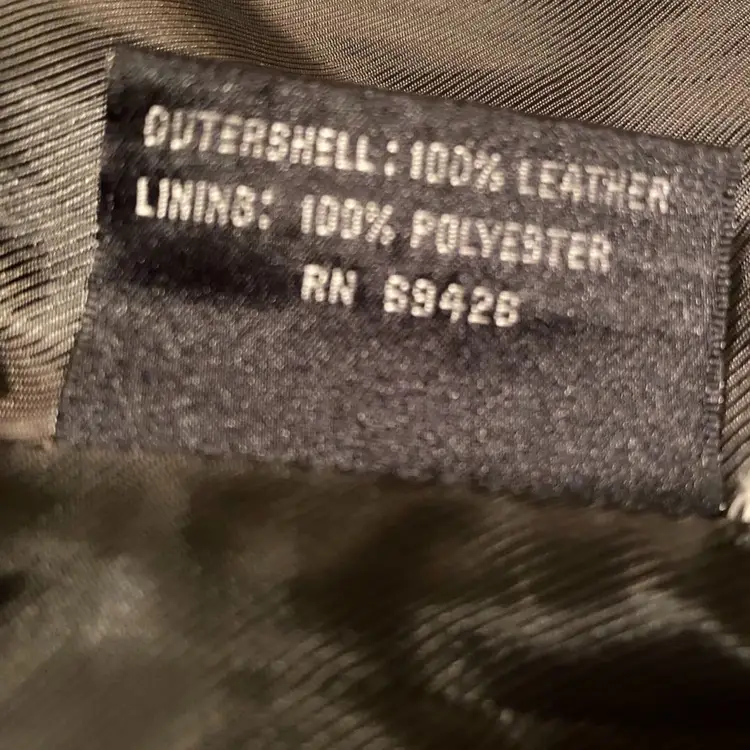 OUTERSHELL: 100% LEATHER
LINING: 100% POLYESTER
RN 69426